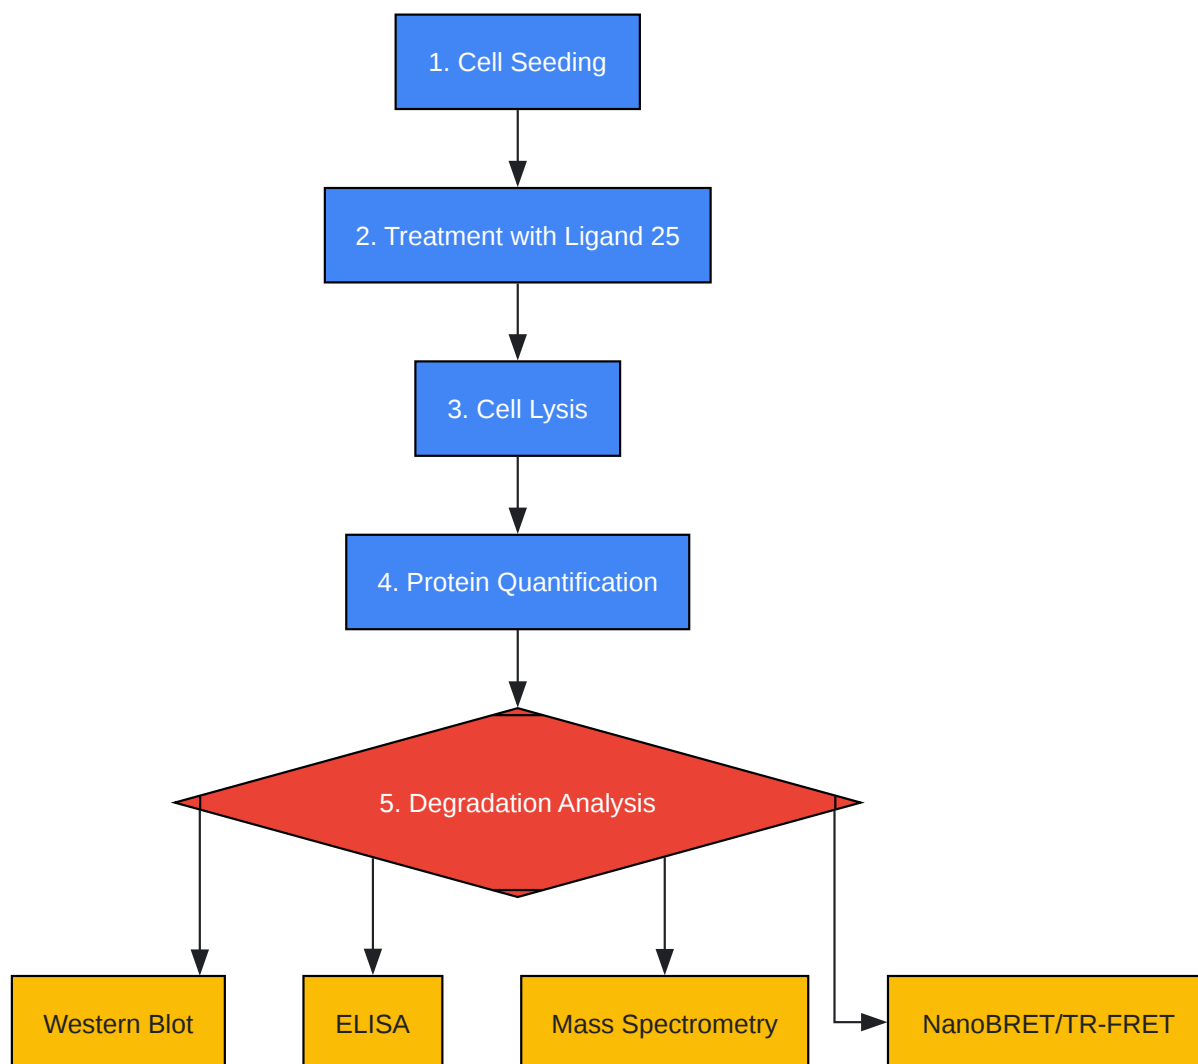 1. Cell Seeding
2. Treatment with Ligand 25
3. Cell Lysis
4. Protein Quantification
5. Degradation Analysis
Western Blot
ELISA
Mass Spectrometry
NanoBRET/TR-FRET